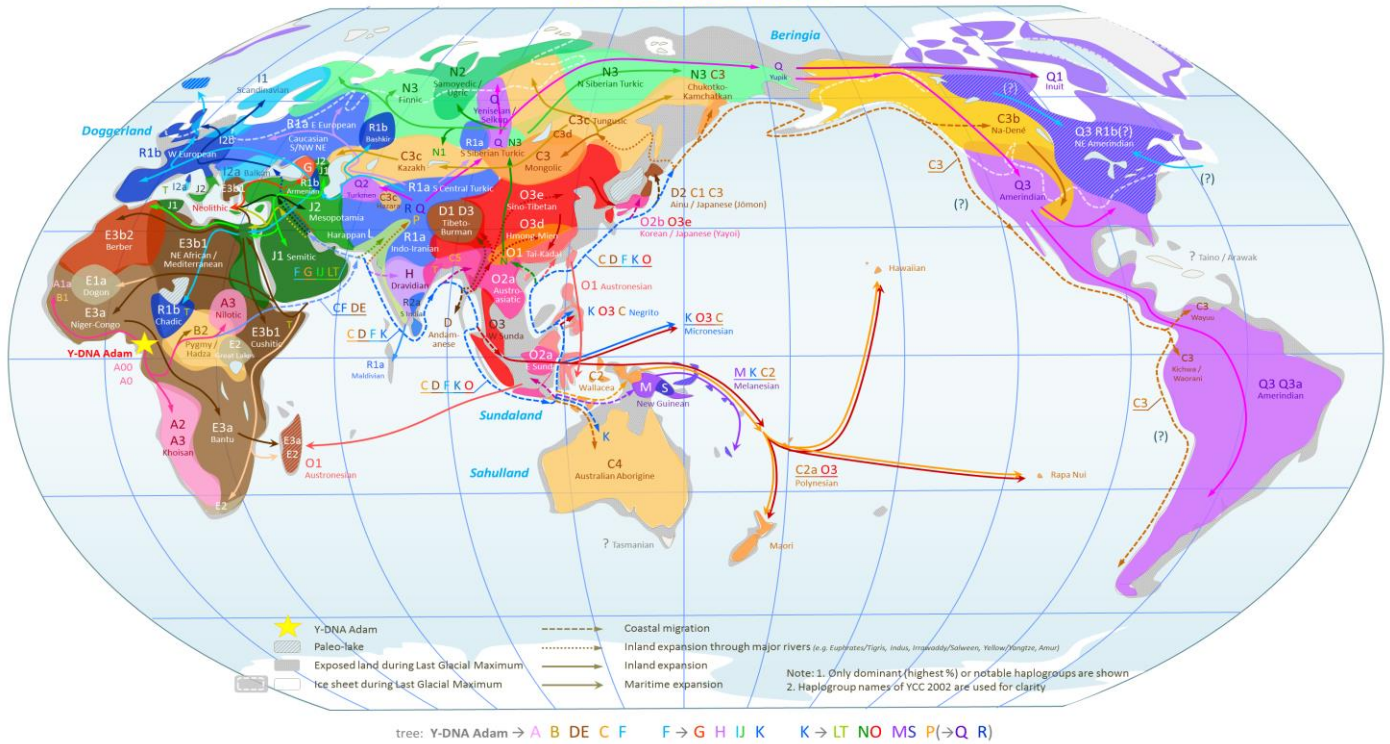 Beringia
I1
Scandinavian
N2
Samoyedic /
Ugric
N3
Finnic
N3
N Siberian Turkic
N3 C3
Chukotko-
Kamchatkan
Q
Yupik
Q1
Inuit
(?)
Doggerland
R1a E European
Caucasian
S/NW NE
R1b
Bashkir
Q
Yeniseian /
Selkup
C3c Tungusic
C3d
C3b
Na-Dené
Q3 R1b(?)
NE Amerindian
R1b W European
I2b
R1a
Q N3
S Siberian Turkic
N1
C3
Mongolic
C3
(?)
I2a Balkan
I2a
J2
J1
G
R1b
Armenian
C3c
Kazakh
Q2
Turkmen
R1a S Central Turkic
C3c
Hazara
Q3
Amerindian
(?)
T
J2
E3b1
J1
Neolithic
J2
Mesopotamia
R Q
P
D1 D3
Tibeto-
Burman
O3e
Sino-Tibetan
D2 C1 C3
Ainu / Japanese (Jōmon)
O2b O3e
Korean / Japanese (Yayoi)
E3b2
Berber
E3b1
NE African /
Mediterranean
Harappan L
R1a
Indo-Iranian
O3d
Hmong-Mien
O1 Tai-Kadai
J1 Semitic
F G IJ LT
H
Dravidian
C D F K O
Hawaiian
? Taino / Arawak
E1a
Dogon
A1a
B1
O2a
Austro-
asiatic
O1 Austronesian
E3a
Niger-Congo
R1b
Chadic
T
A3
Nilotic
CF DE
R2a
S India
K O3 C Negrito
C3
Wayuu
B2
Pygmy /
Hadza
E3b1
Cushitic
T
C D F K
D
Andam-
anese
O3
W Sunda
K O3 C
Micronesian
Y-DNA Adam
A00
A0
E2
Great Lakes
R1a
Maldivian
O2a
E Sunda
C2
Wallacea
M S
New Guinean
M K C2
Melanesian
C3
Kichwa /
Waorani
C D F K O
Sundaland
C3
Q3 Q3a
Amerindian
A2
A3
Khoisan
E3a
Bantu
E3a
E2
O1
Austronesian
K
(?)
C4
Australian Aborigine
Sahulland
C2a O3
Polynesian
Rapa Nui
E2
? Tasmanian
Maori
Y-DNA Adam
Paleo-lake
Exposed land during Last Glacial Maximum
Ice sheet during Last Glacial Maximum
Coastal migration
Inland expansion through major rivers (e.g. Euphrates/Tigris, Indus, Irrawaddy/Salween, Yellow/Yangtze, Amur)
Inland expansion
Maritime expansion
Note: 1. Only dominant (highest %) or notable haplogroups are shown
2. Haplogroup names of YCC 2002 are used for clarity
tree: Y-DNA Adam → A B DE C F F → G H IJ K K → LT NO MS P(→Q R)